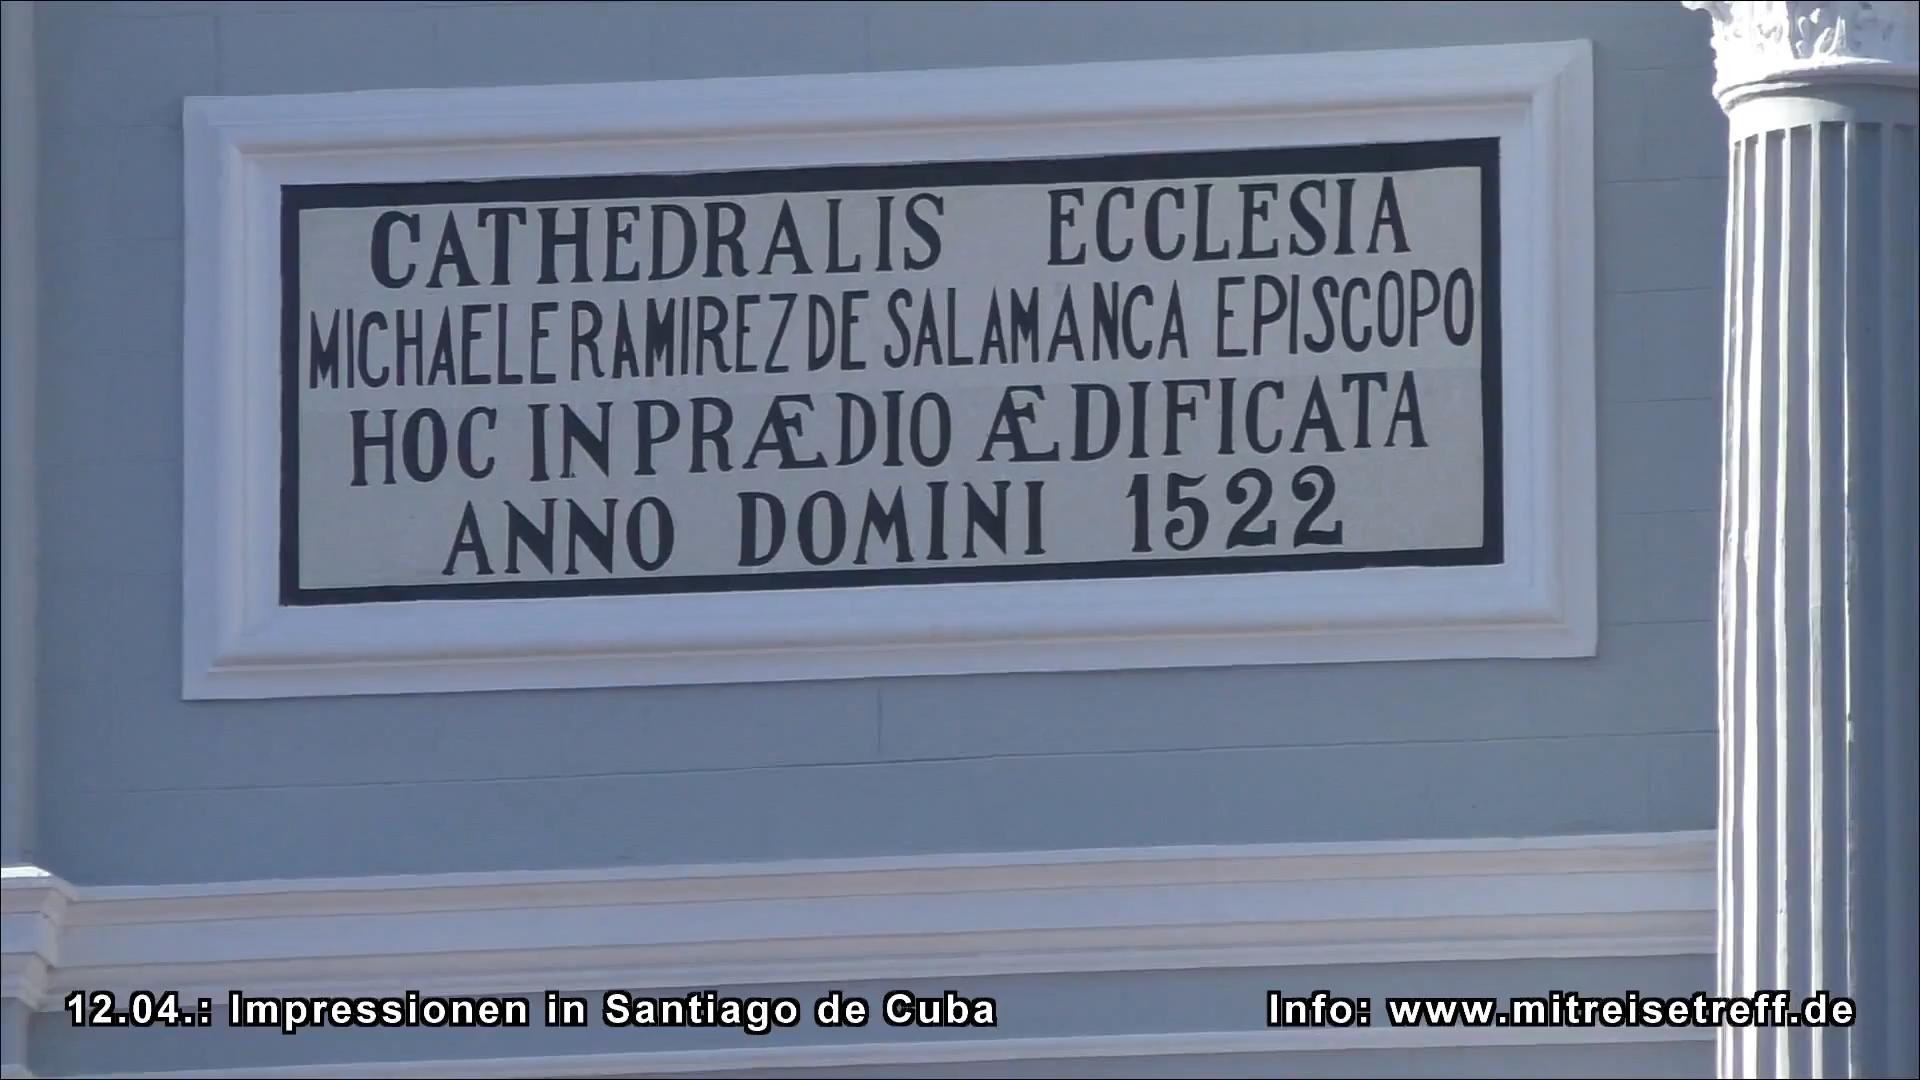 CATHEDRALIS ECCLESIA
MICHAELE RAMIREZ DE SALAMANCA EPISCOPO
HOC IN PRÆDIO ÆDIFICATA
ANNO DOMINI 1522
12.04.: Impressionen in Santiago de Cuba
Info: www.mitreisetreff.de